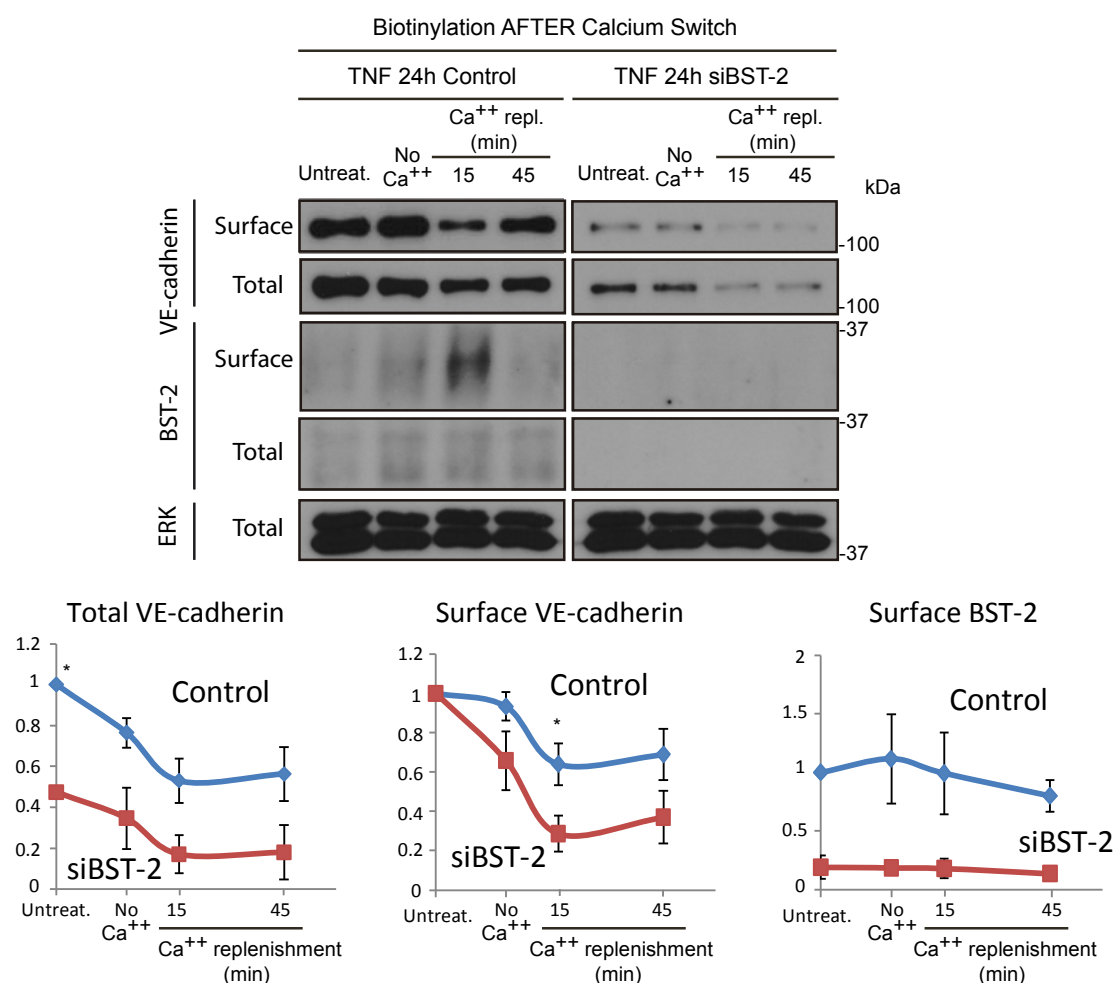 Biotinylation AFTER Calcium Switch
TNF 24h Control
TNF 24h siBST-2
Ca++ repl.
(min)
Ca++ repl.
(min)
Untreat.
No
Ca++
15
45
Untreat.
No
Ca++
15
45
kDa
VE-cadherin
Surface
-100
Total
-100
BST-2
Surface
-37
Total
-37
ERK
Total
-37
Total VE-cadherin
1.2
1
0.8
0.6
0.4
0.2
0
*
Control
siBST-2
Untreat.
No
Ca++
15
45
Ca++ replenishment
(min)
Surface VE-cadherin
1.2
1
0.8
0.6
0.4
0.2
0
*
Control
siBST-2
Untreat.
No
Ca++
15
45
Ca++ replenishment
(min)
Surface BST-2
2
1.5
1
0.5
0
Control
siBST-2
Untreat.
No
Ca++
15
45
Ca++ replenishment
(min)